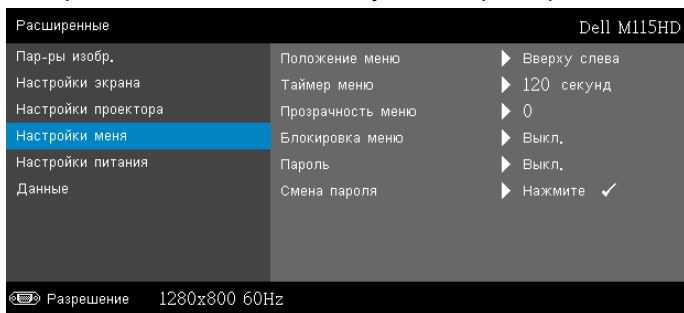 Расширенные Dell M115HD
Пар-ры изобр. Положение меню Вверху слева
Настройки экрана Таймер меню 120 секунд
Настройки проектора Прозрачность меню 0
Настройки меня Блокировка меню Выкл.
Настройки питания Пароль Выкл.
Данные Смена пароля Нажмите ✓
Разрешение 1280x800 60Hz